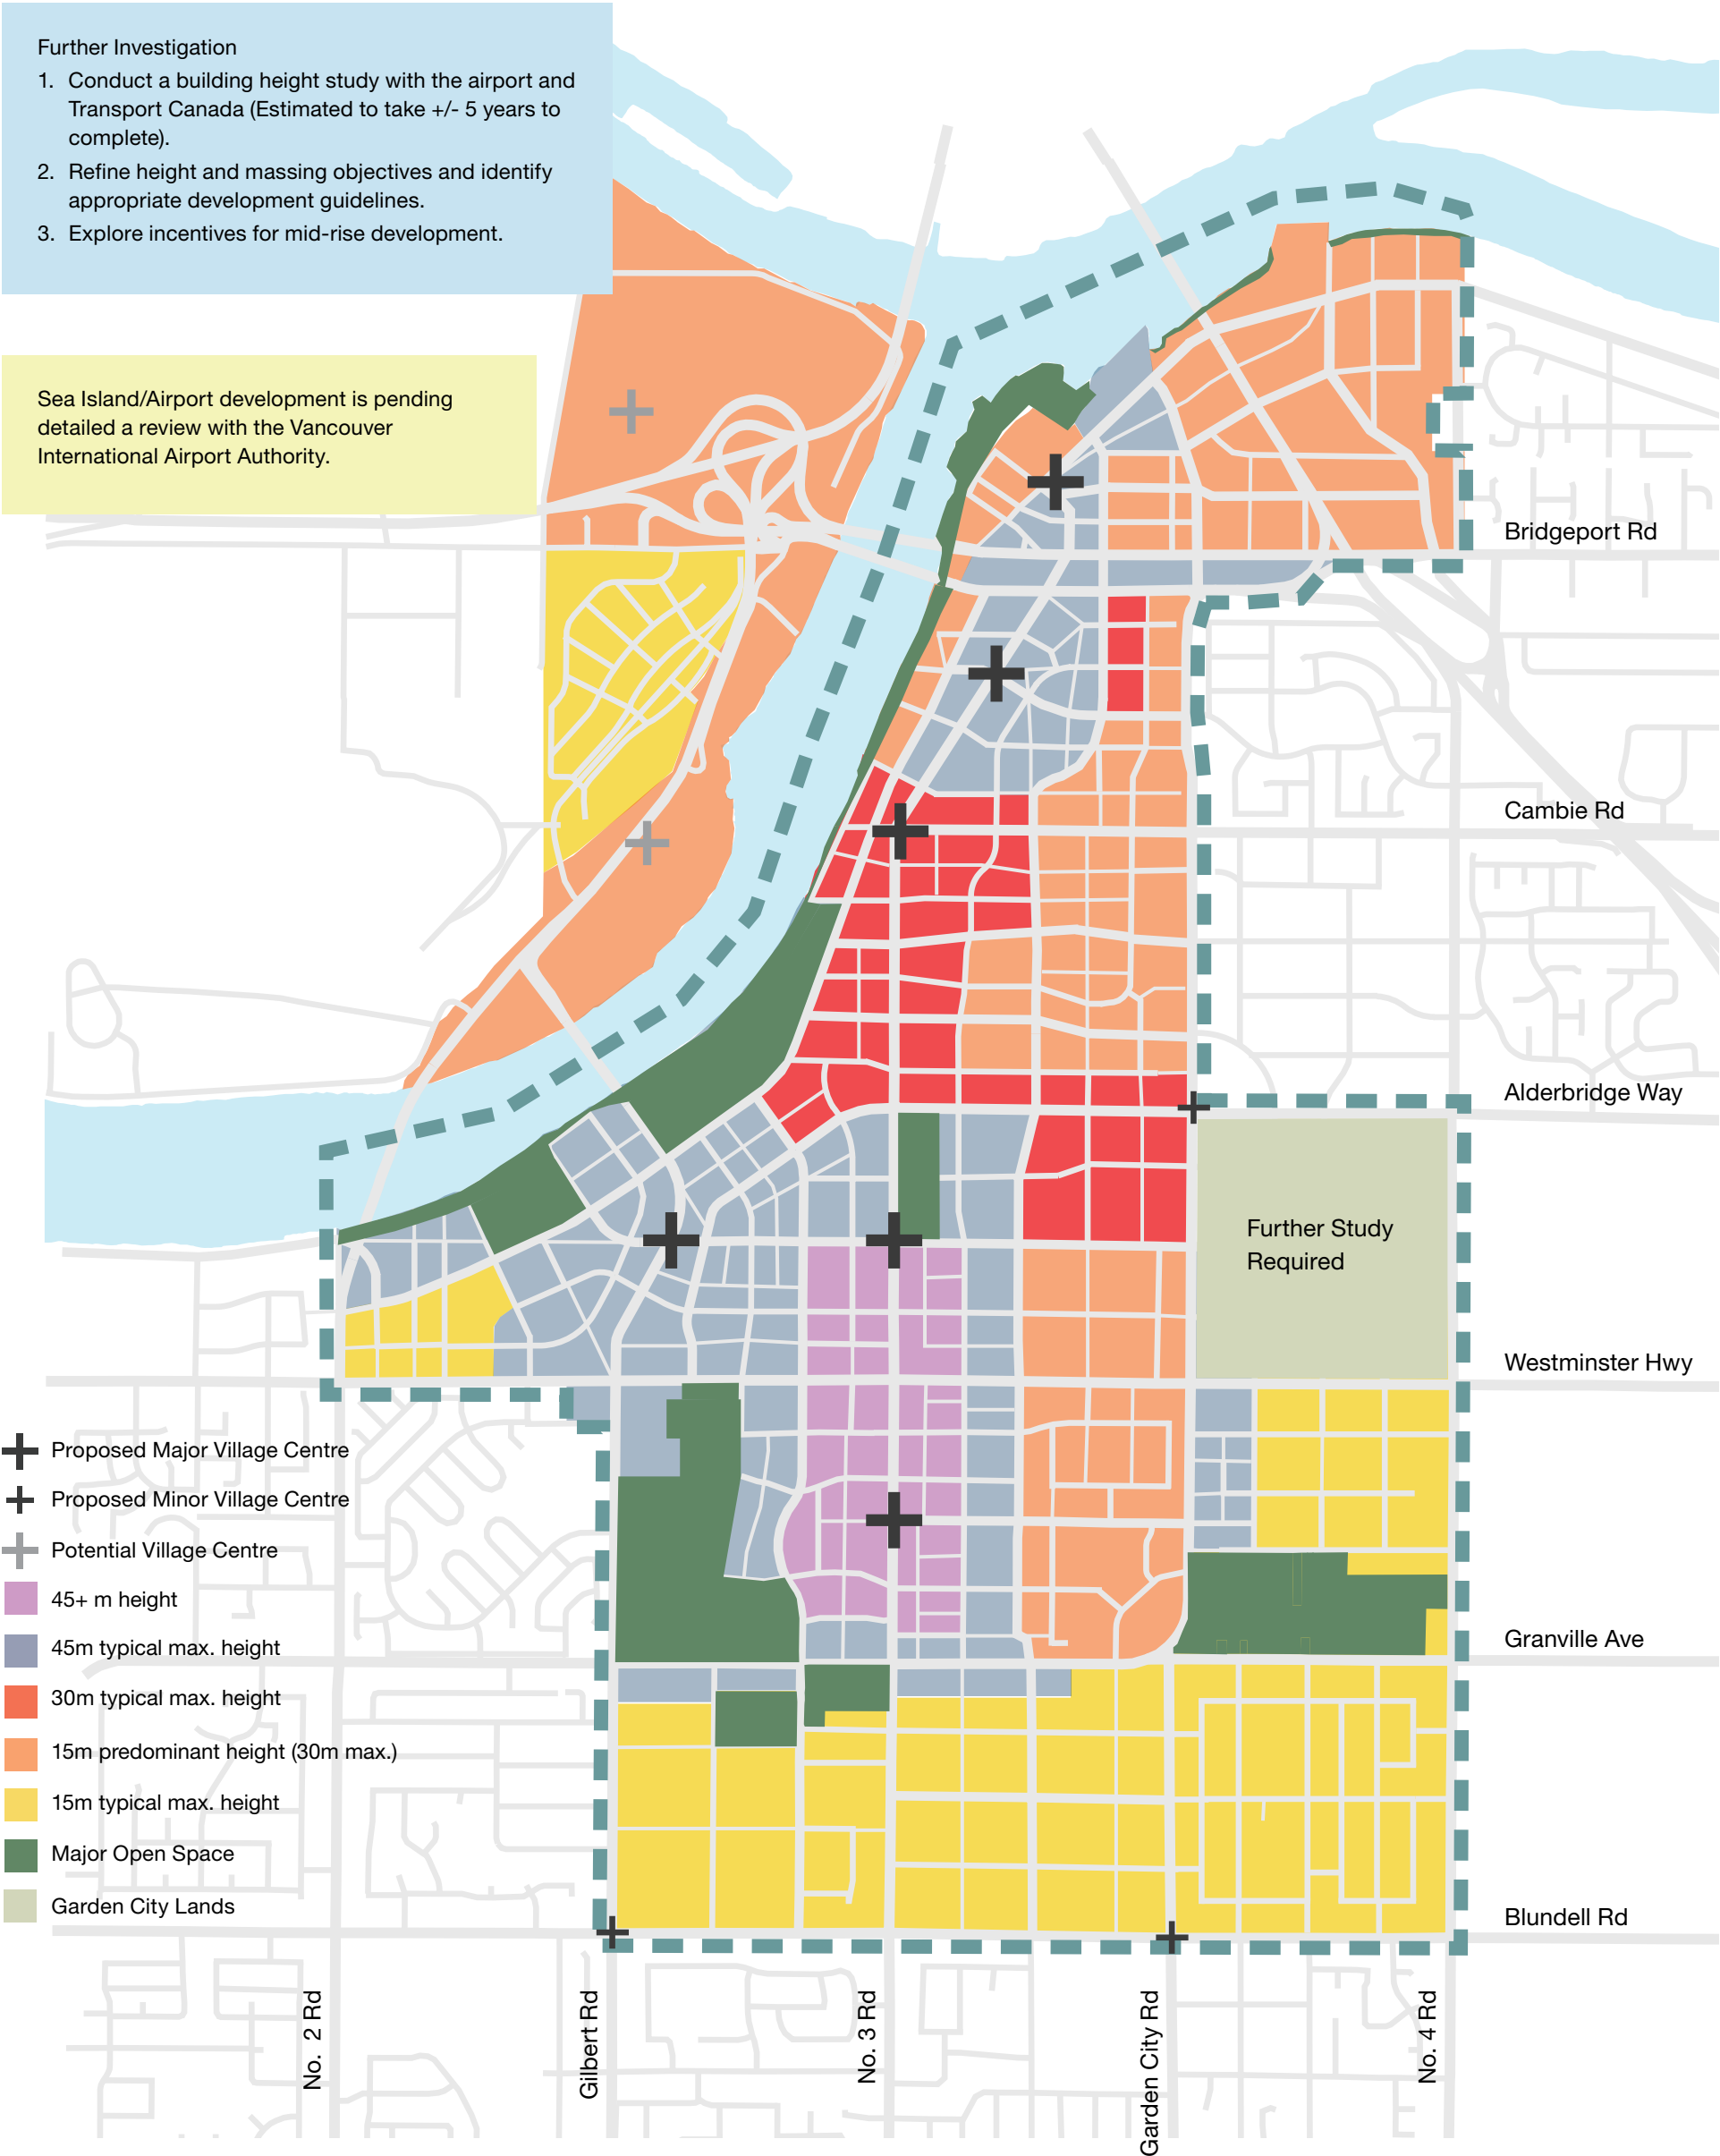 Further Investigation
1. Conduct a building height study with the airport and
Transport Canada (Estimated to take +/- 5 years to
complete).
2. Refine height and massing objectives and identify
appropriate development guidelines.
3. Explore incentives for mid-rise development.
Sea Island/Airport development is pending
detailed a review with the Vancouver
International Airport Authority.
Bridgeport Rd
Cambie Rd
Alderbridge Way
Further Study
Required
Westminster Hwy
Proposed Major Village Centre
Proposed Minor Village Centre
Potential Village Centre
45+ m height
45m typical max. height
30m typical max. height
15m predominant height (30m max.)
15m typical max. height
Major Open Space
Garden City Lands
Granville Ave
Blundell Rd
No. 2 Rd
Gilbert Rd
No. 3 Rd
Garden City Rd
No. 4 Rd